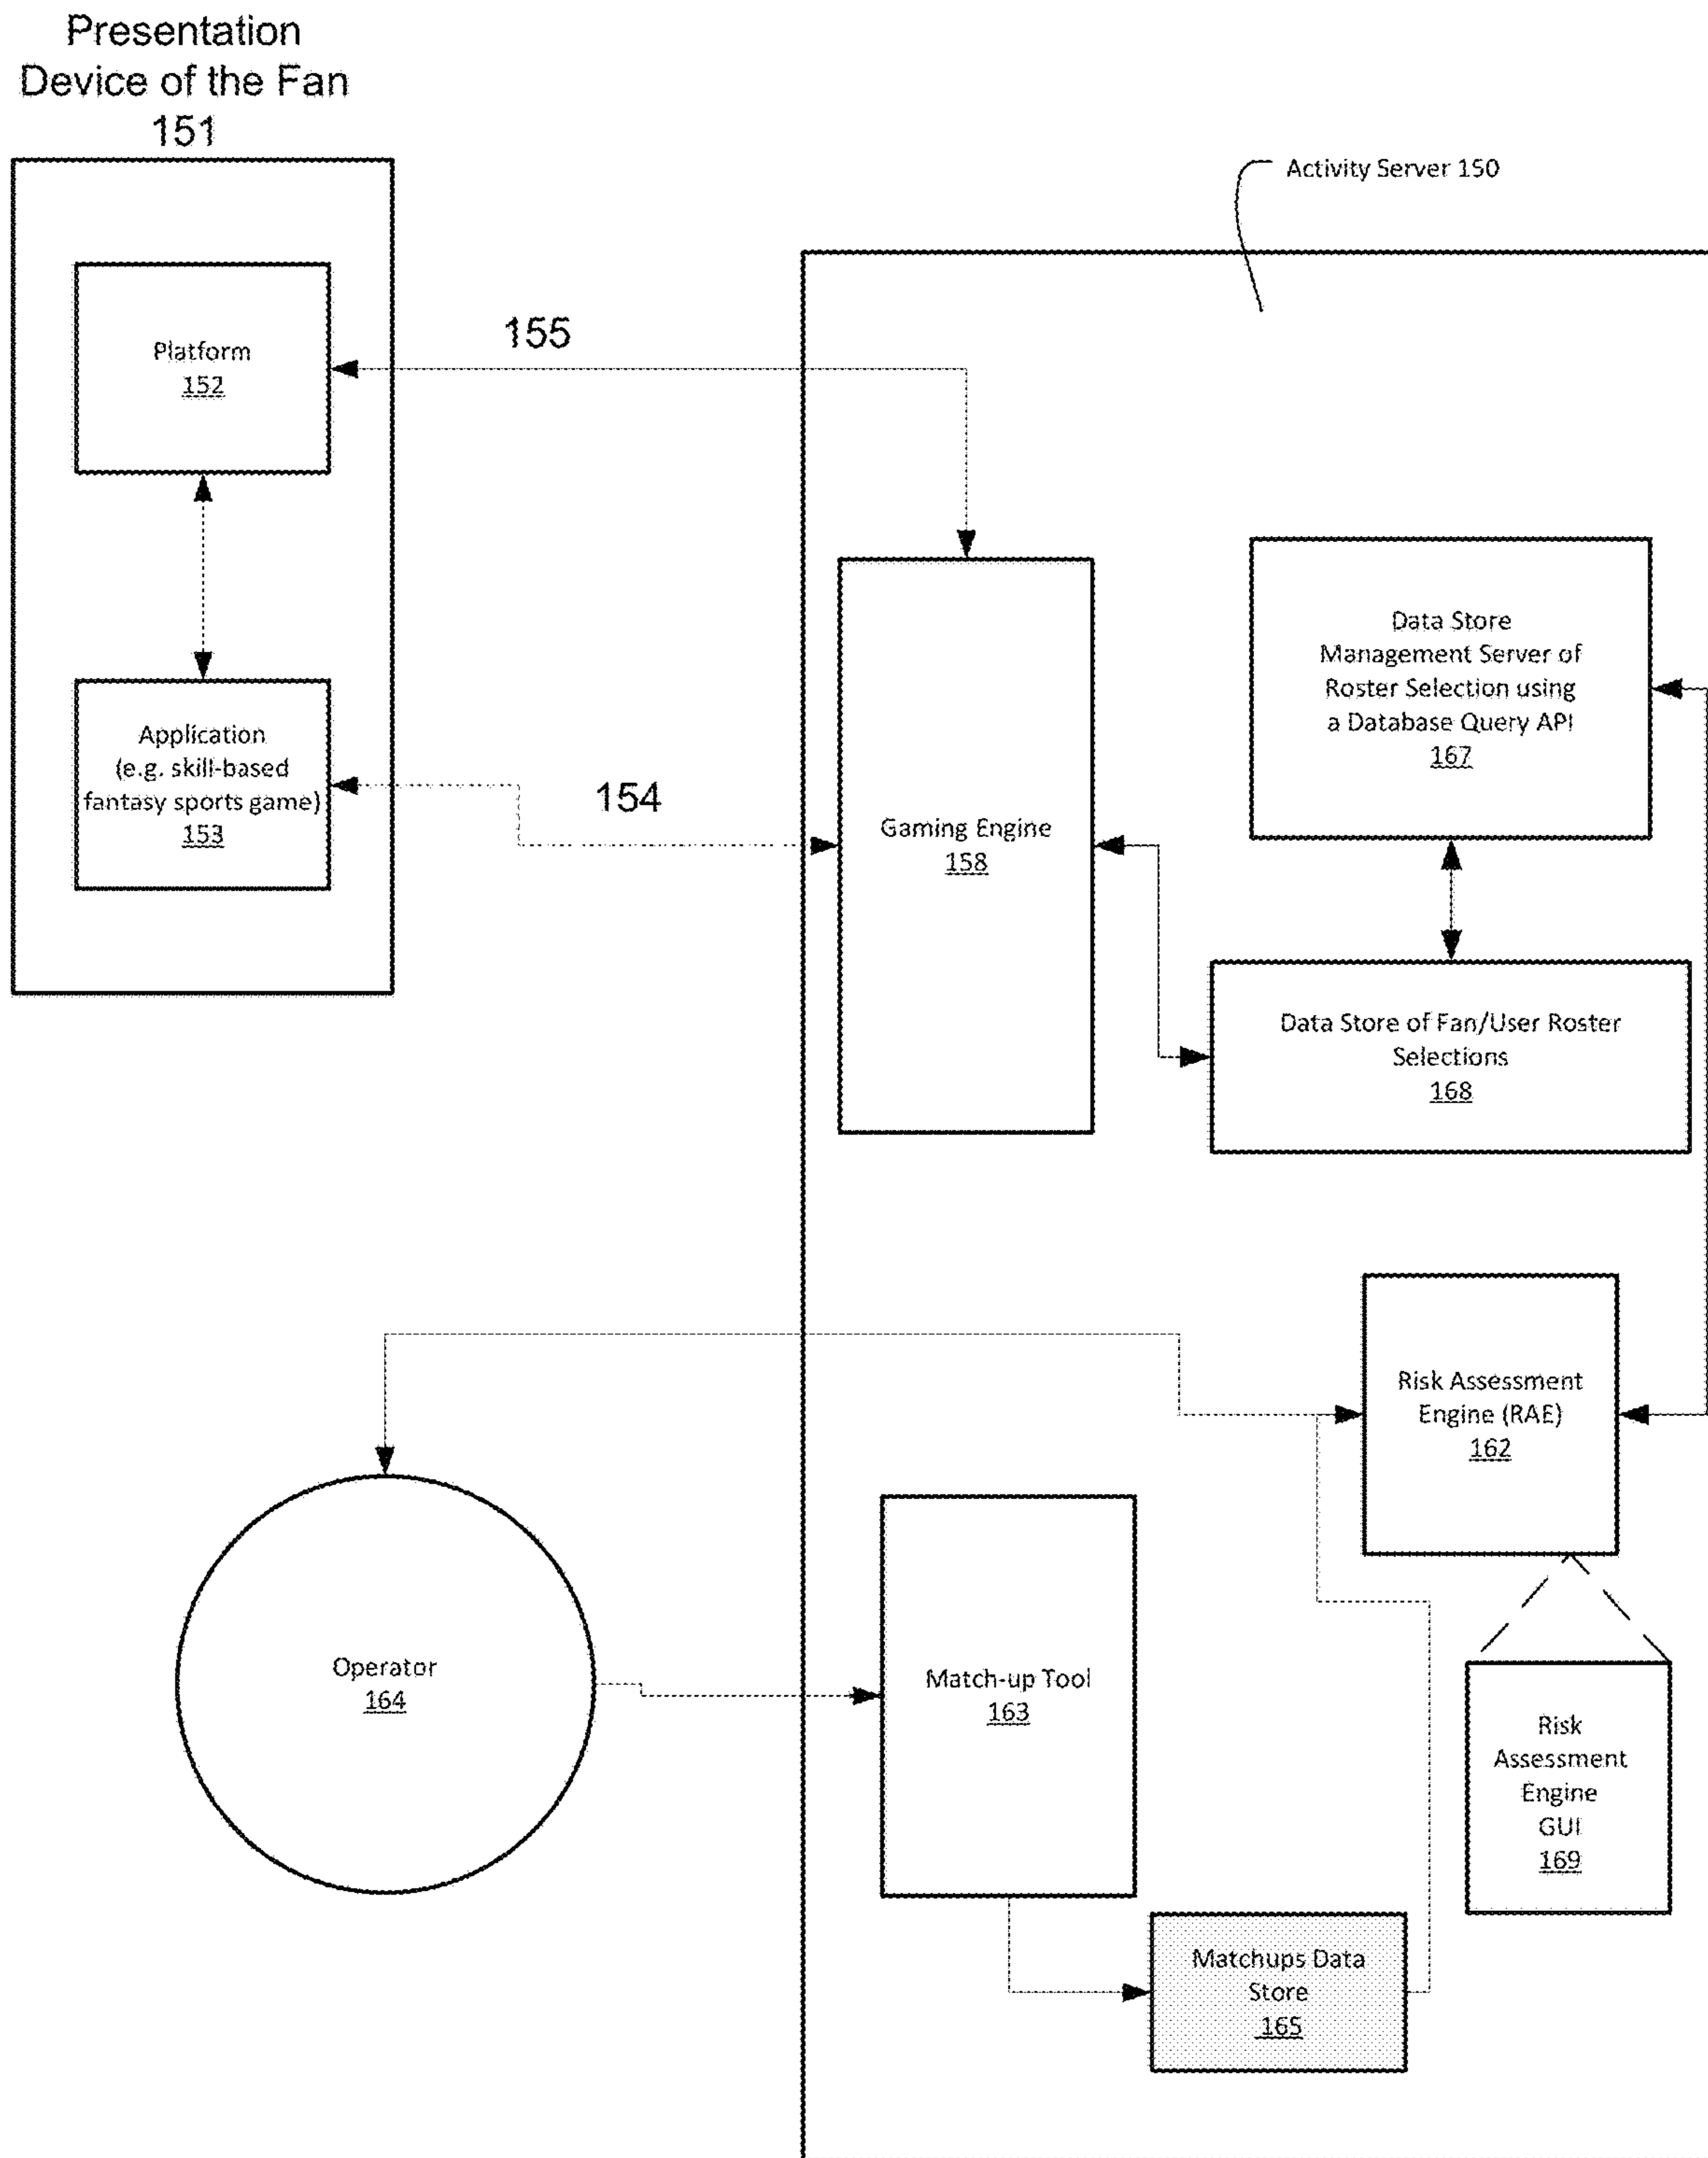 Presentation
Device of the Fan
151
Activity Server 150
Platform
152
155
Application
(e.g. skill-based
fantasy sports game)
153
154
Gaming Engine
158
Data Store
Management Server of
Roster Selection using
a Database Query API
167
Data Store of Fan/User Roster
Selections
168
Risk Assessment
Engine (RAE)
162
Operator
164
Match-up Tool
163
Risk
Assessment
Engine
GUI
169
Matchups Data
Store
165